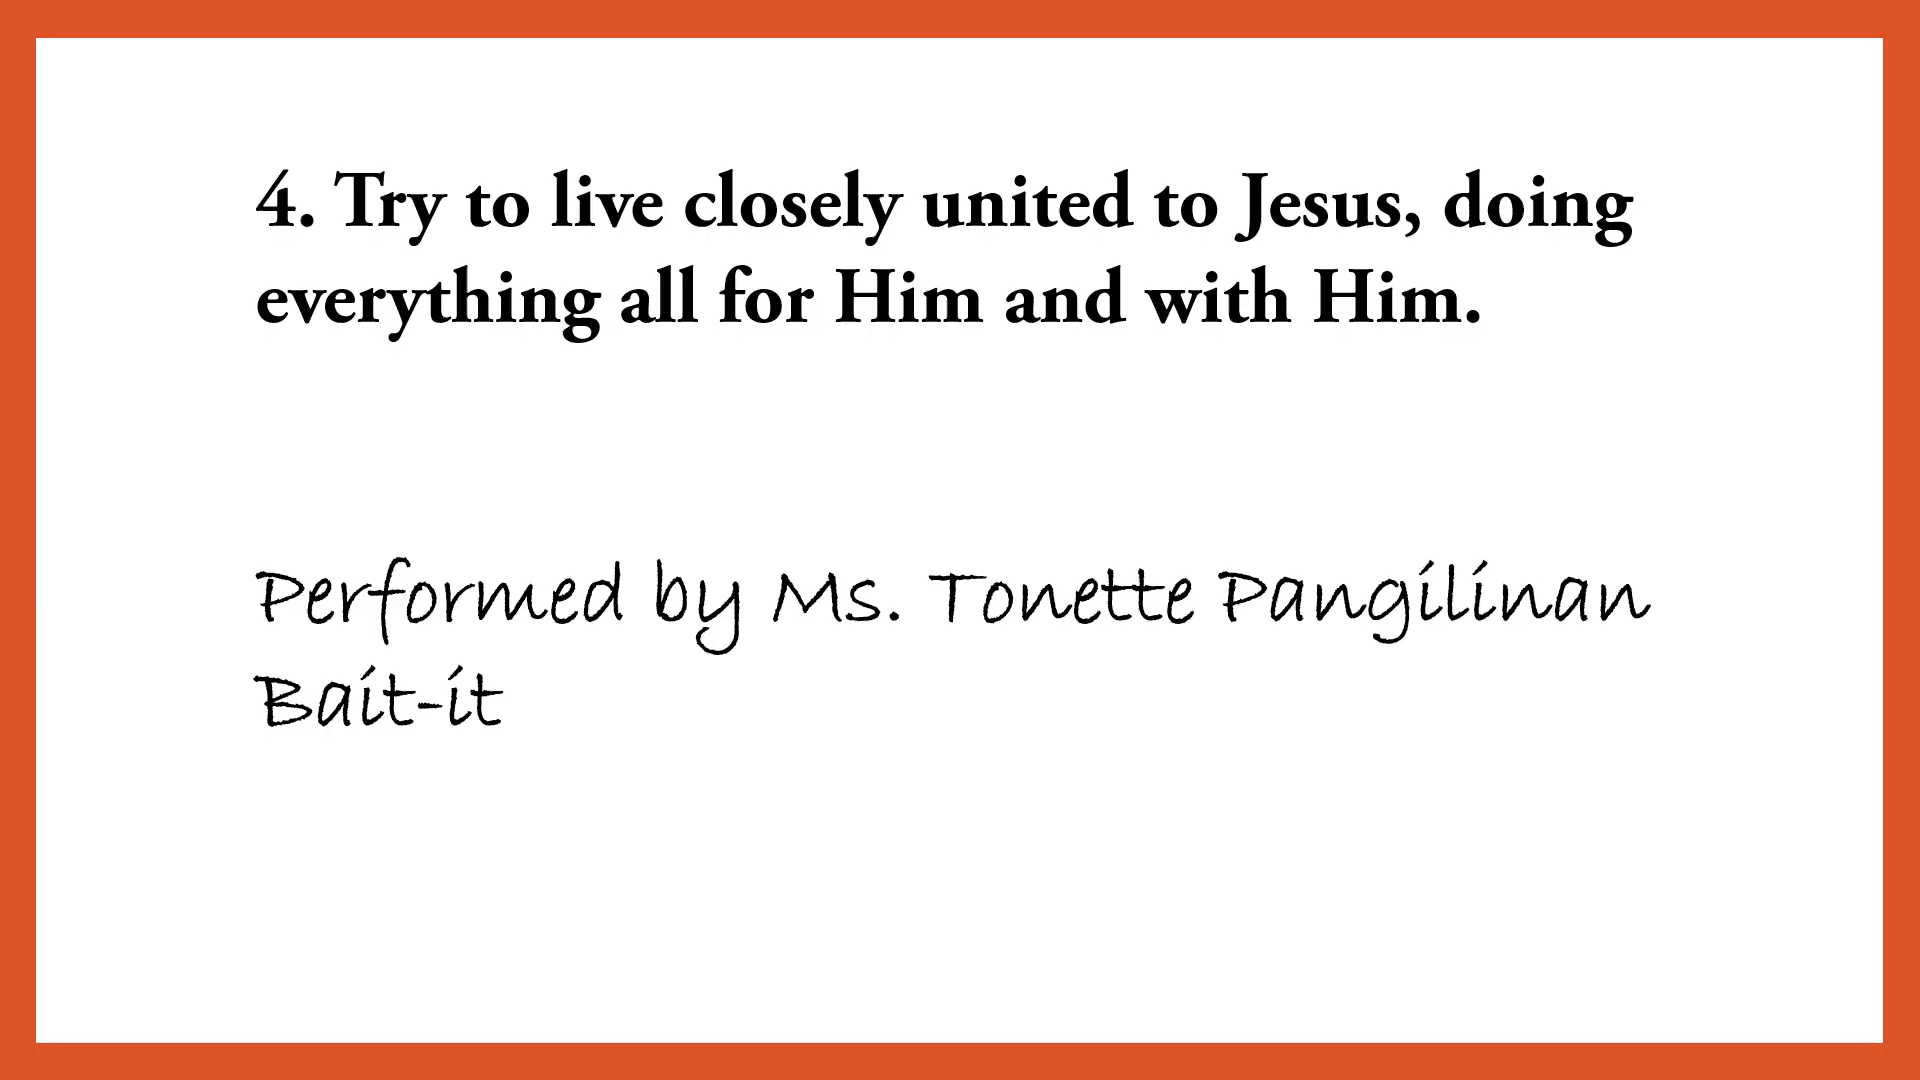 4. Try to live closely united to Jesus, doing
everything all for Him and with Him.
Performed by Ms. Tonette Pangilinan
Bait-it